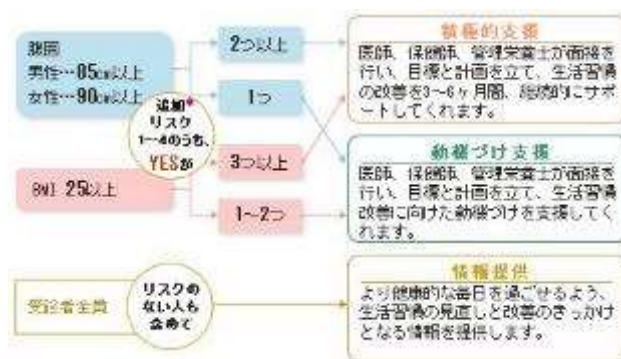 腹囲
男性…85cm以上
女性…90cm以上
BMI 25以上
追加*
リスク
1〜4のうち、
YESが
2つ以上
1つ
3つ以上
1〜2つ
積極的支援
医師、保健師、管理栄養士が面接を
行い、目標と計画を立て、生活習慣
の改善を3〜6ヶ月間、継続的にサポ
ートしてくれます。
動機づけ支援
医師、保健師、管理栄養士が面接を
行い、目標と計画を立て、生活習慣
改善に向けた動機づけを支援してく
れます。
受診者全員
リスクの
ない人も
含めて
情報提供
より健康的な毎日を過ごせるよう、
生活習慣の見直しと改善のきっかけ
となる情報を提供します。